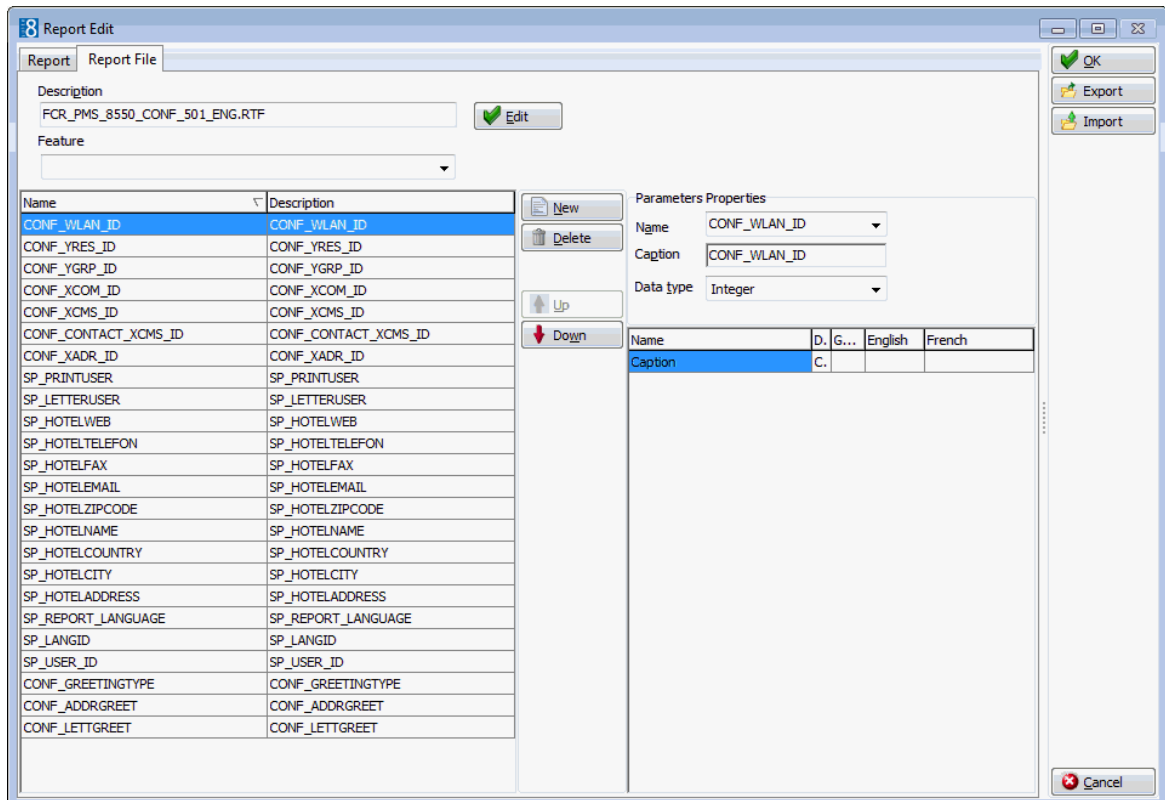 8 Report Edit
Report Report File
Description
FCR_PMS_8550_CONF_501_ENG.RTF
Edit
Feature
Name Description
CONF_WLAN_ID CONF_WLAN_ID
CONF_YRES_ID CONF_YRES_ID
CONF_YGRP_ID CONF_YGRP_ID
CONF_XCOM_ID CONF_XCOM_ID
CONF_XCMS_ID CONF_XCMS_ID
CONF_CONTACT_XCMS_ID CONF_CONTACT_XCMS_ID
CONF_XADR_ID CONF_XADR_ID
SP_PRINTUSER SP_PRINTUSER
SP_LETTERUSER SP_LETTERUSER
SP_HOTELWEB SP_HOTELWEB
SP_HOTELTELEFON SP_HOTELTELEFON
SP_HOTELFAX SP_HOTELFAX
SP_HOTELEMAIL SP_HOTELEMAIL
SP_HOTELZIPCODE SP_HOTELZIPCODE
SP_HOTELNAME SP_HOTELNAME
SP_HOTELCOUNTRY SP_HOTELCOUNTRY
SP_HOTELCITY SP_HOTELCITY
SP_HOTELADDRESS SP_HOTELADDRESS
SP_REPORT_LANGUAGE SP_REPORT_LANGUAGE
SP_LANGID SP_LANGID
SP_USER_ID SP_USER_ID
CONF_GREETINGTYPE CONF_GREETINGTYPE
CONF_ADDRGREET CONF_ADDRGREET
CONF_LETTGREET CONF_LETTGREET
New
Delete
Up
Down
Parameters Properties
Name CONF_WLAN_ID
Caption CONF_WLAN_ID
Data type Integer
Name D. G... English French
Caption C.
OK
Export
Import
Cancel